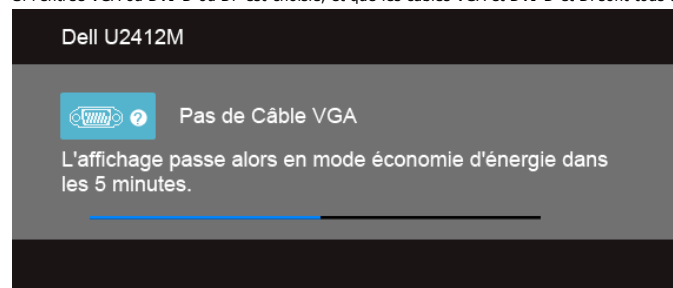 Dell U2412M
Pas de Câble VGA
L'affichage passe alors en mode économie d'énergie dans
les 5 minutes.